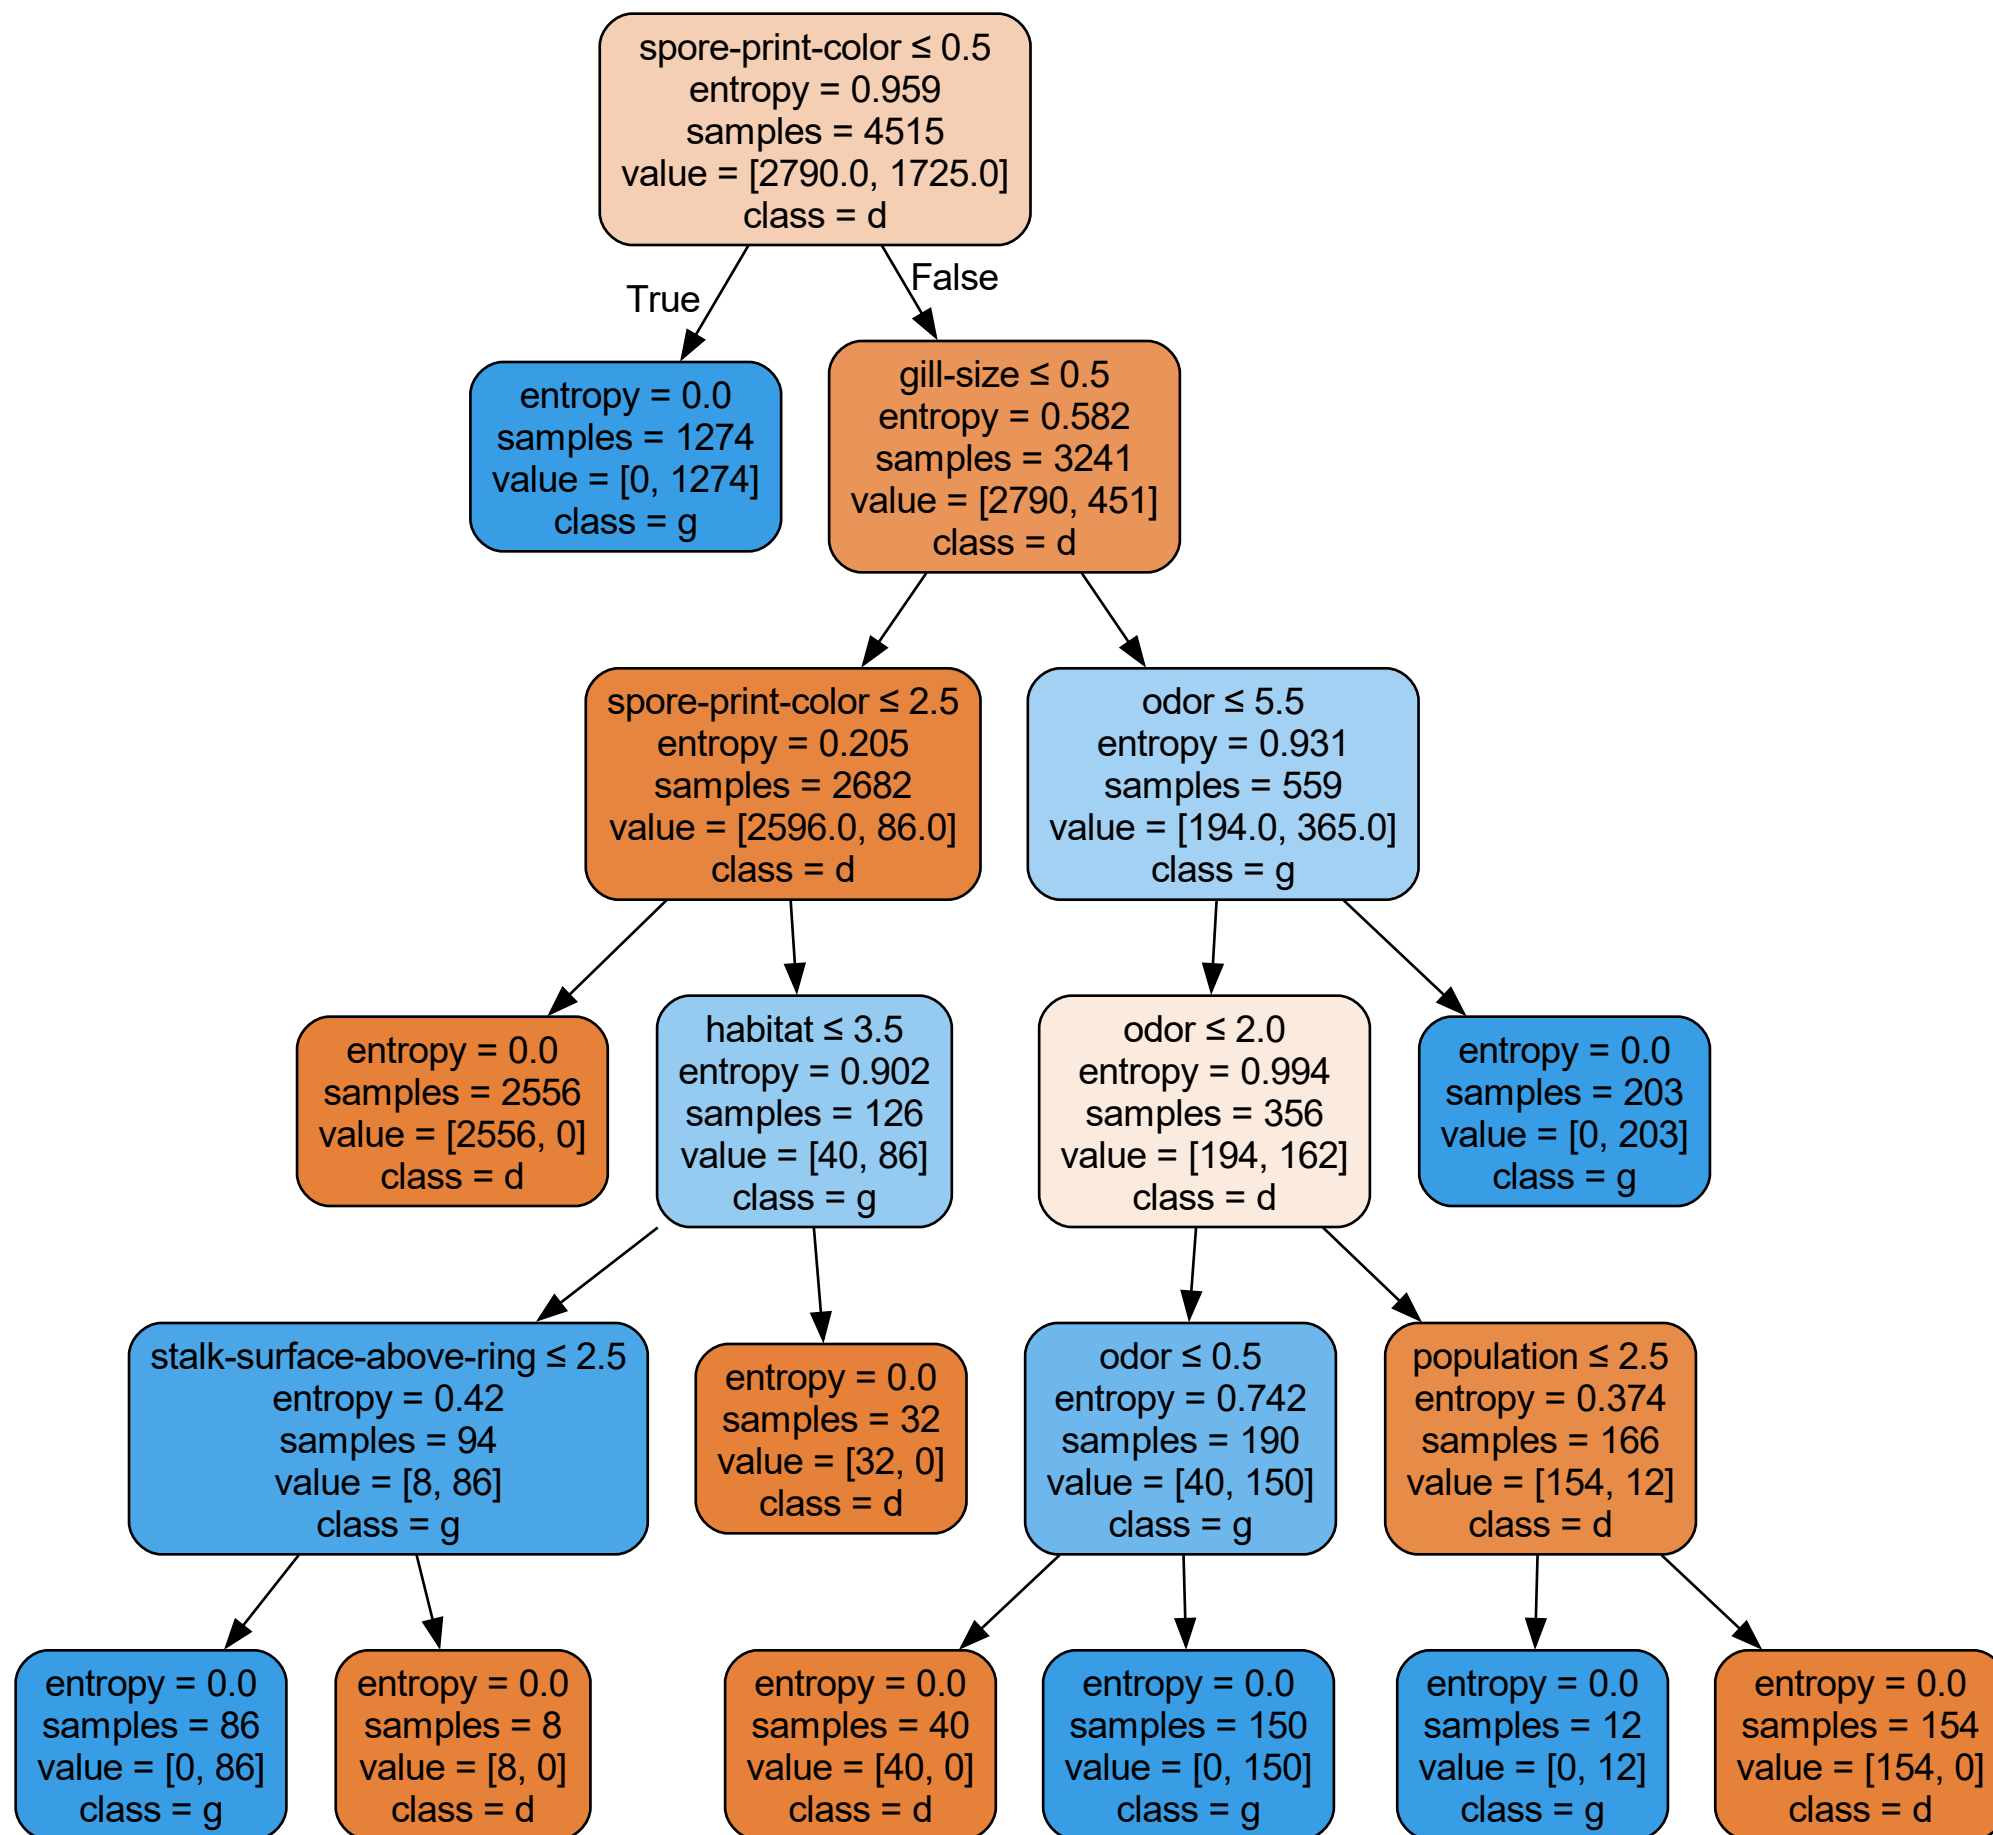 spore-print-color ≤ 0.5
entropy = 0.959
samples = 4515
value = [2790.0, 1725.0]
class = d
True
False
entropy = 0.0
samples = 1274
value = [0, 1274]
class = g
gill-size ≤ 0.5
entropy = 0.582
samples = 3241
value = [2790, 451]
class = d
spore-print-color ≤ 2.5
entropy = 0.205
samples = 2682
value = [2596.0, 86.0]
class = d
odor ≤ 5.5
entropy = 0.931
samples = 559
value = [194.0, 365.0]
class = g
entropy = 0.0
samples = 2556
value = [2556, 0]
class = d
habitat ≤ 3.5
entropy = 0.902
samples = 126
value = [40, 86]
class = g
odor ≤ 2.0
entropy = 0.994
samples = 356
value = [194, 162]
class = d
entropy = 0.0
samples = 203
value = [0, 203]
class = g
stalk-surface-above-ring ≤ 2.5
entropy = 0.42
samples = 94
value = [8, 86]
class = g
entropy = 0.0
samples = 32
value = [32, 0]
class = d
odor ≤ 0.5
entropy = 0.742
samples = 190
value = [40, 150]
class = g
population ≤ 2.5
entropy = 0.374
samples = 166
value = [154, 12]
class = d
entropy = 0.0
samples = 86
value = [0, 86]
class = g
entropy = 0.0
samples = 8
value = [8, 0]
class = d
entropy = 0.0
samples = 40
value = [40, 0]
class = d
entropy = 0.0
samples = 150
value = [0, 150]
class = g
entropy = 0.0
samples = 12
value = [0, 12]
class = g
entropy = 0.0
samples = 154
value = [154, 0]
class = d